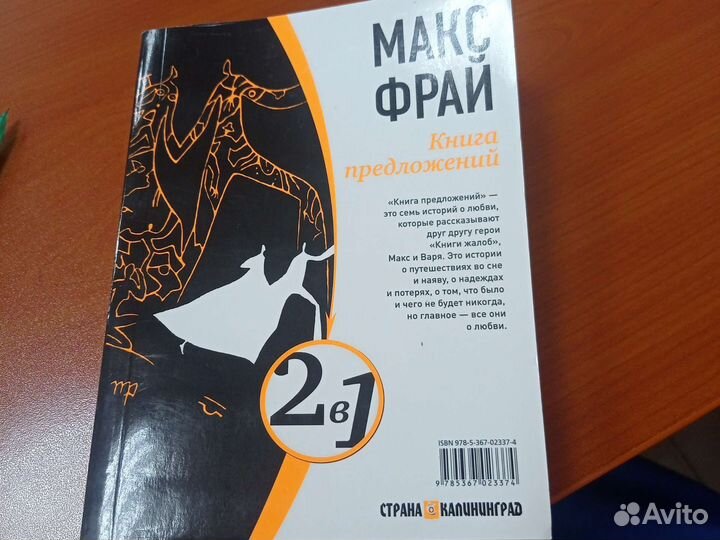 МАКС
ФРАЙ
Книга
предложений
«Книга предложений» —
это семь историй о любви,
которые рассказывают
друг другу герои
«Книги жалоб»,
Макс и Варя. Это истории
о путешествиях во сне
и наяву, о надеждах
и потерях, о том, что было
и чего не будет никогда,
но главное — все они
о любви.
2в1
ISBN 978-5-367-02337-4
9 785367 023374
СТРАНА КАЛИНИНГРАД
Avito